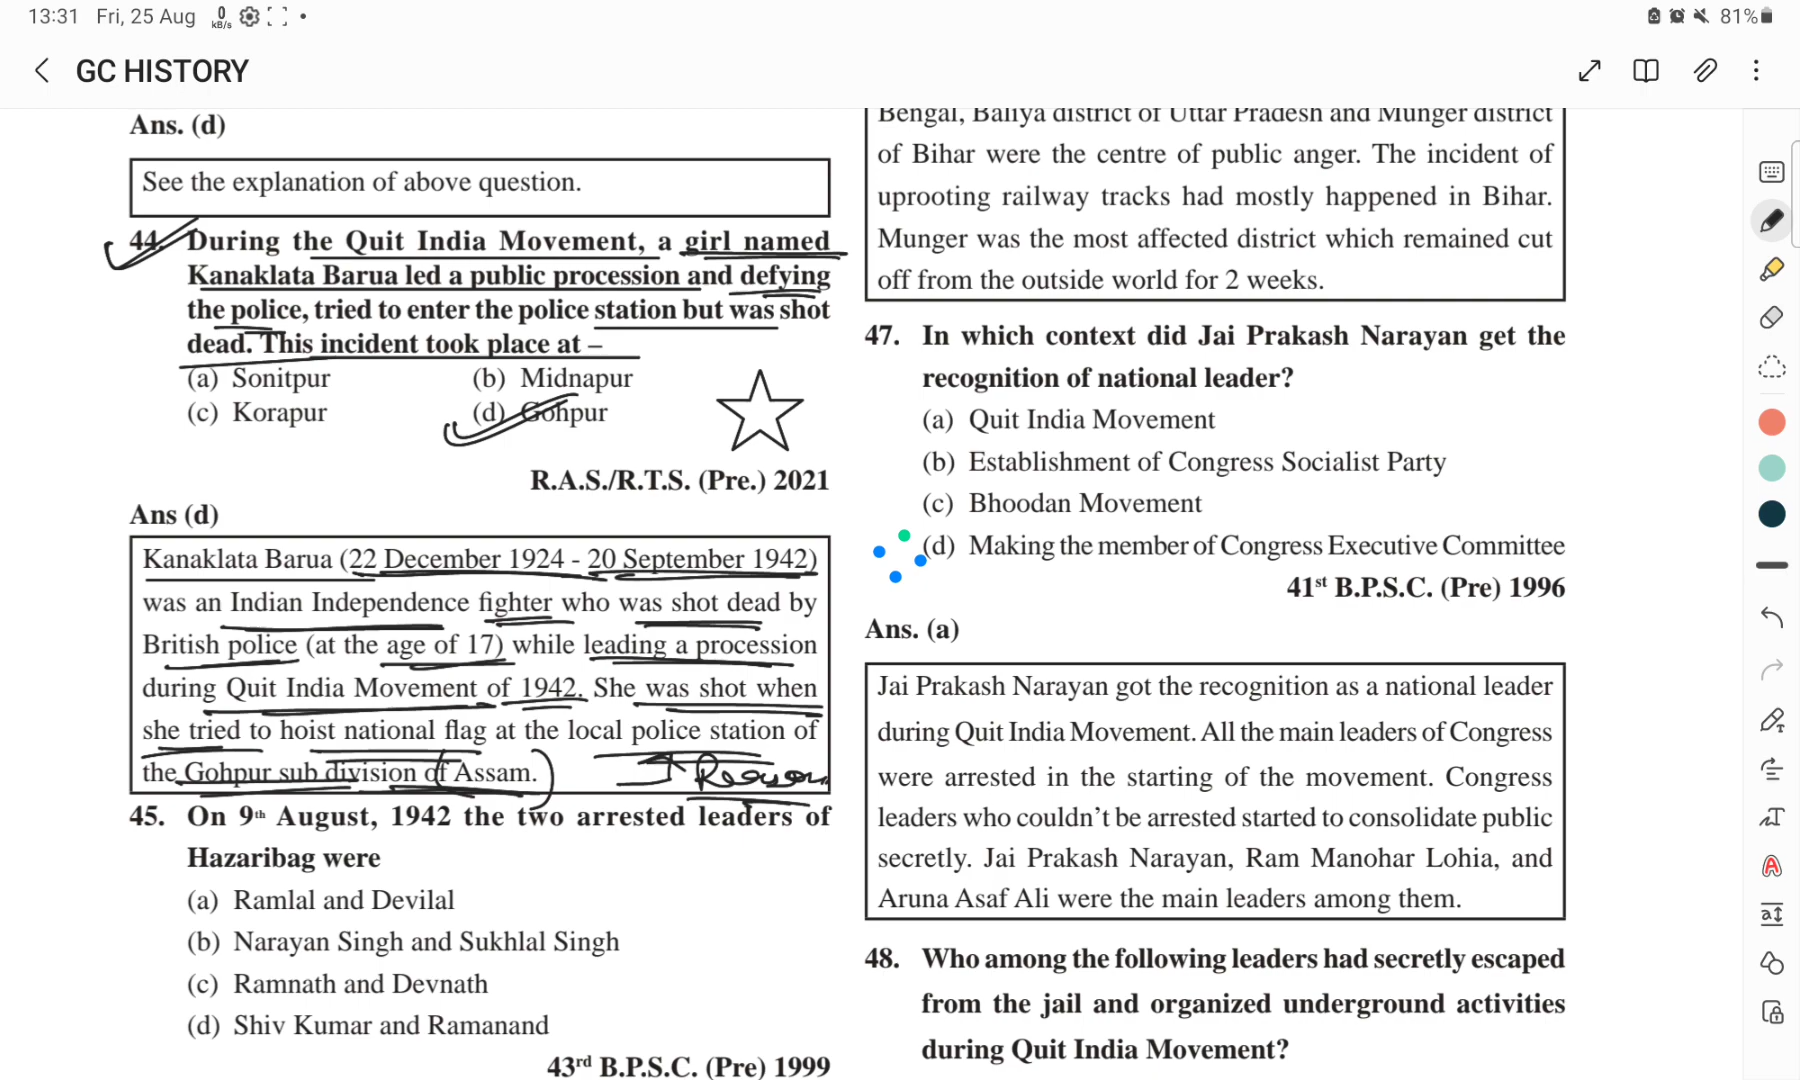 13:31 Fri, 25 Aug 0 kB/s 81%
GC HISTORY
Ans. (d)
See the explanation of above question.
44. During the Quit India Movement, a girl named
Kanaklata Barua led a public procession and defying
the police, tried to enter the police station but was shot
dead. This incident took place at –
(a) Sonitpur (b) Midnapur
(c) Korapur (d) Gohpur
R.A.S./R.T.S. (Pre.) 2021
Ans (d)
Kanaklata Barua (22 December 1924 - 20 September 1942)
was an Indian Independence fighter who was shot dead by
British police (at the age of 17) while leading a procession
during Quit India Movement of 1942. She was shot when
she tried to hoist national flag at the local police station of
the Gohpur sub division of Assam.
45. On 9th August, 1942 the two arrested leaders of
Hazaribag were
(a) Ramlal and Devilal
(b) Narayan Singh and Sukhlal Singh
(c) Ramnath and Devnath
(d) Shiv Kumar and Ramanand
43rd B.P.S.C. (Pre) 1999
Bengal, Baliya district of Uttar Pradesh and Munger district
of Bihar were the centre of public anger. The incident of
uprooting railway tracks had mostly happened in Bihar.
Munger was the most affected district which remained cut
off from the outside world for 2 weeks.
47. In which context did Jai Prakash Narayan get the
recognition of national leader?
(a) Quit India Movement
(b) Establishment of Congress Socialist Party
(c) Bhoodan Movement
(d) Making the member of Congress Executive Committee
41st B.P.S.C. (Pre) 1996
Ans. (a)
Jai Prakash Narayan got the recognition as a national leader
during Quit India Movement. All the main leaders of Congress
were arrested in the starting of the movement. Congress
leaders who couldn't be arrested started to consolidate public
secretly. Jai Prakash Narayan, Ram Manohar Lohia, and
Aruna Asaf Ali were the main leaders among them.
48. Who among the following leaders had secretly escaped
from the jail and organized underground activities
during Quit India Movement?